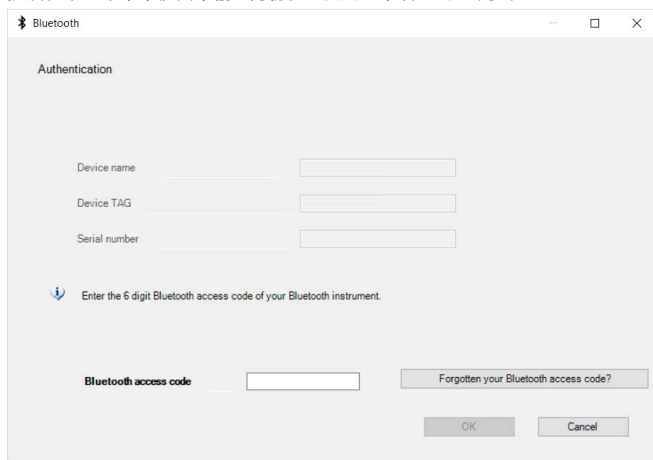 Bluetooth
Authentication
Device name
Device TAG
Serial number
Enter the 6 digit Bluetooth access code of your Bluetooth instrument.
Bluetooth access code
Forgotten your Bluetooth access code?
OK
Cancel